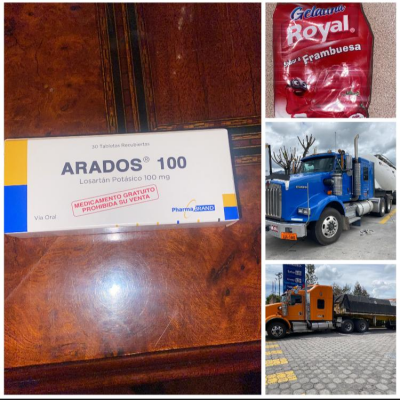 30 Tabletas Recubiertas
ARADOS® 100
Losartán Potásico 100 mg
MEDICAMENTO GRATUITO
PROHIBIDA SU VENTA
Vía Oral
PharmaBRAND
Gelatina
Royal
Sabor a Frambuesa